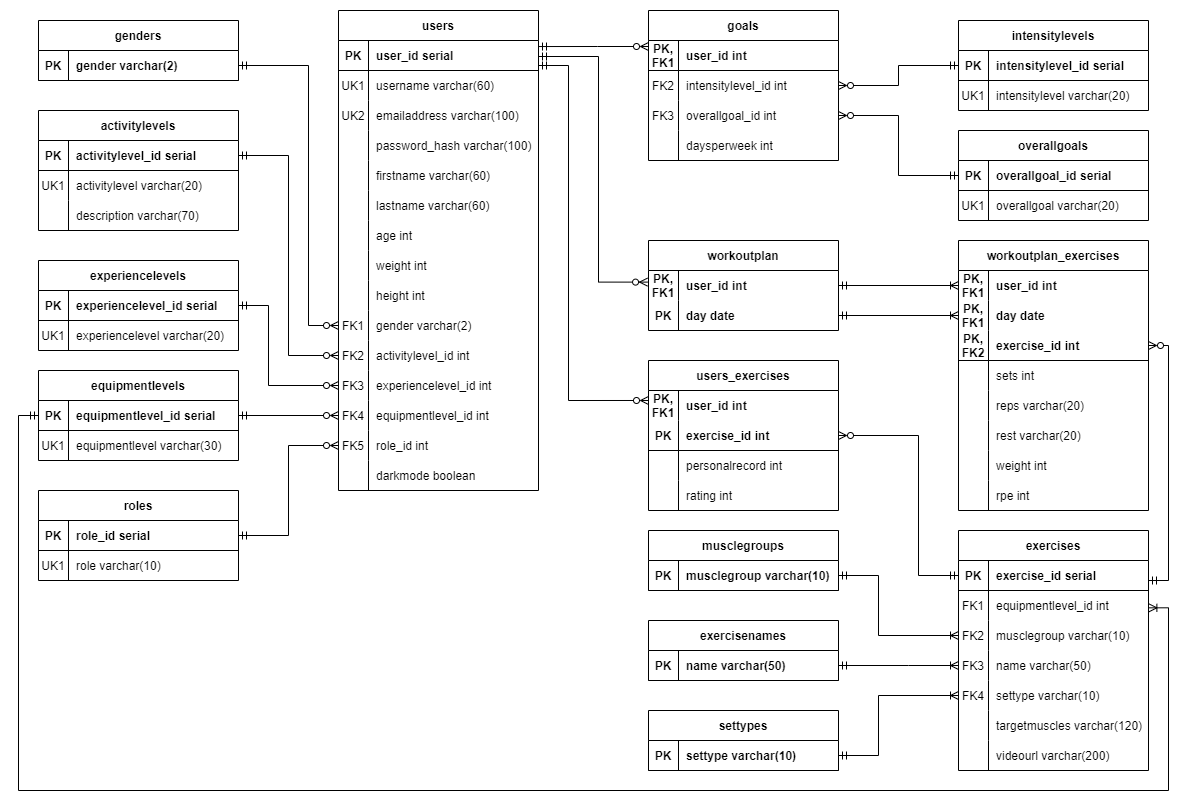 genders
PK gender varchar(2)
activitylevels
PK activitylevel_id serial
UK1 activitylevel varchar(20)
description varchar(70)
experiencelevels
PK experiencelevel_id serial
UK1 experiencelevel varchar(20)
equipmentlevels
PK equipmentlevel_id serial
UK1 equipmentlevel varchar(30)
roles
PK role_id serial
UK1 role varchar(10)
users
PK user_id serial
UK1 username varchar(60)
UK2 emailaddress varchar(100)
password_hash varchar(100)
firstname varchar(60)
lastname varchar(60)
age int
weight int
height int
FK1 gender varchar(2)
FK2 activitylevel_id int
FK3 experiencelevel_id int
FK4 equipmentlevel_id int
FK5 role_id int
darkmode boolean
goals
PK, FK1 user_id int
FK2 intensitylevel_id int
FK3 overallgoal_id int
daysperweek int
workoutplan
PK, FK1 user_id int
PK day date
users_exercises
PK, FK1 user_id int
PK exercise_id int
personalrecord int
rating int
musclegroups
PK musclegroup varchar(10)
exercisenames
PK name varchar(50)
settypes
PK settype varchar(10)
intensitylevels
PK intensitylevel_id serial
UK1 intensitylevel varchar(20)
overallgoals
PK overallgoal_id serial
UK1 overallgoal varchar(20)
workoutplan_exercises
PK, FK1 user_id int
PK, FK1 day date
PK, FK2 exercise_id int
sets int
reps varchar(20)
rest varchar(20)
weight int
rpe int
exercises
PK exercise_id serial
FK1 equipmentlevel_id int
FK2 musclegroup varchar(10)
FK3 name varchar(50)
FK4 settype varchar(10)
targetmuscles varchar(120)
videourl varchar(200)